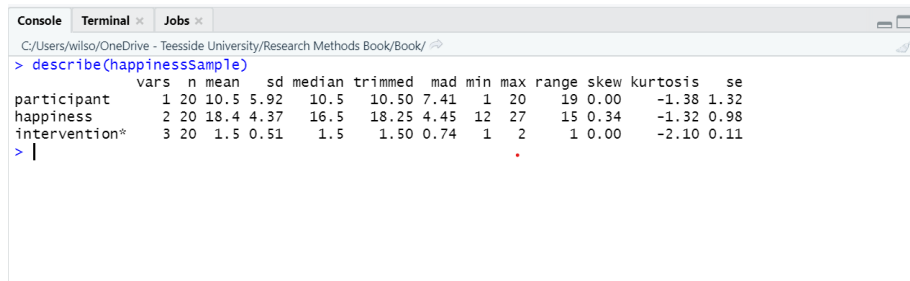 Console Terminal × Jobs ×
C:/Users/wilso/OneDrive - Teesside University/Research Methods Book/Book/
> describe(happinessSample)
vars n mean sd median trimmed mad min max range skew kurtosis se
participant 1 20 10.5 5.92 10.5 10.50 7.41 1 20 19 0.00 -1.38 1.32
happiness 2 20 18.4 4.37 16.5 18.25 4.45 12 27 15 0.34 -1.32 0.98
intervention* 3 20 1.5 0.51 1.5 1.50 0.74 1 2 1 0.00 -2.10 0.11
>